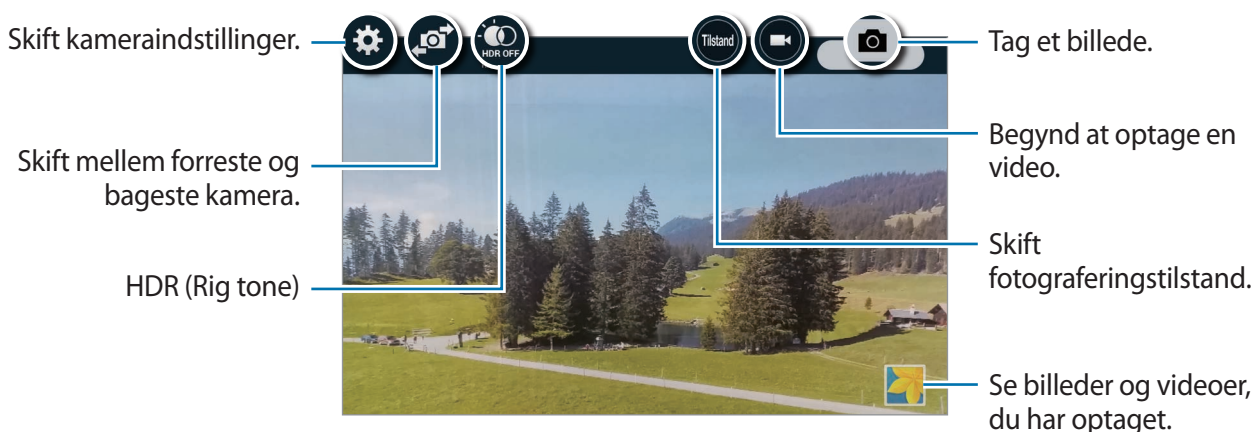 Skift kameraindstillinger.
Skift mellem forreste og
bageste kamera.
HDR (Rig tone)
HDR OFF
Tilstand
Tag et billede.
Begynd at optage en
video.
Skift
fotograferingstilstand.
Se billeder og videoer,
du har optaget.